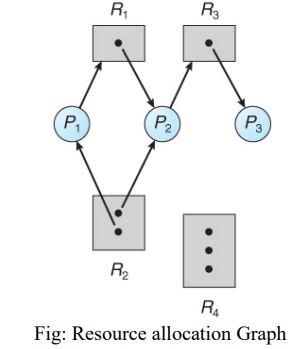 R1 R3
P1 P2 P3
R2
R4
Fig: Resource allocation Graph